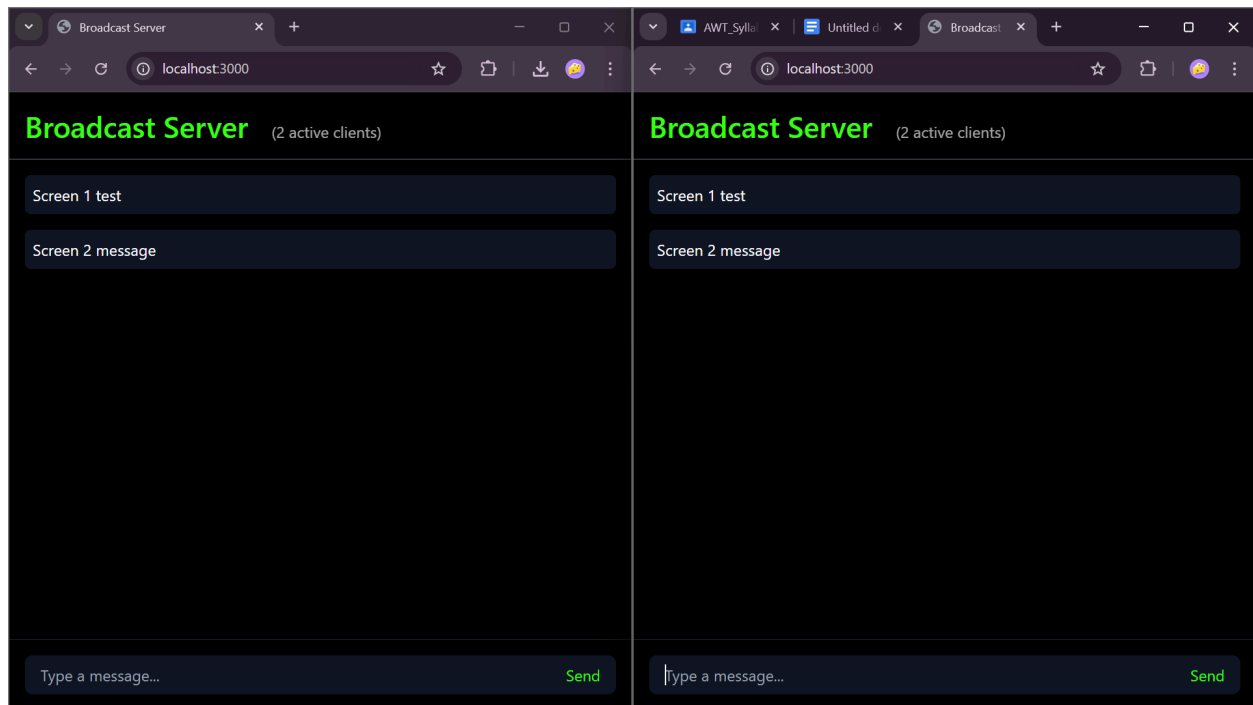 Broadcast Server
localhost:3000
Broadcast Server (2 active clients)
Screen 1 test
Screen 2 message
Type a message... Send
AWT_Sylla
Untitled d
Broadcast
localhost:3000
Broadcast Server (2 active clients)
Screen 1 test
Screen 2 message
Type a message... Send